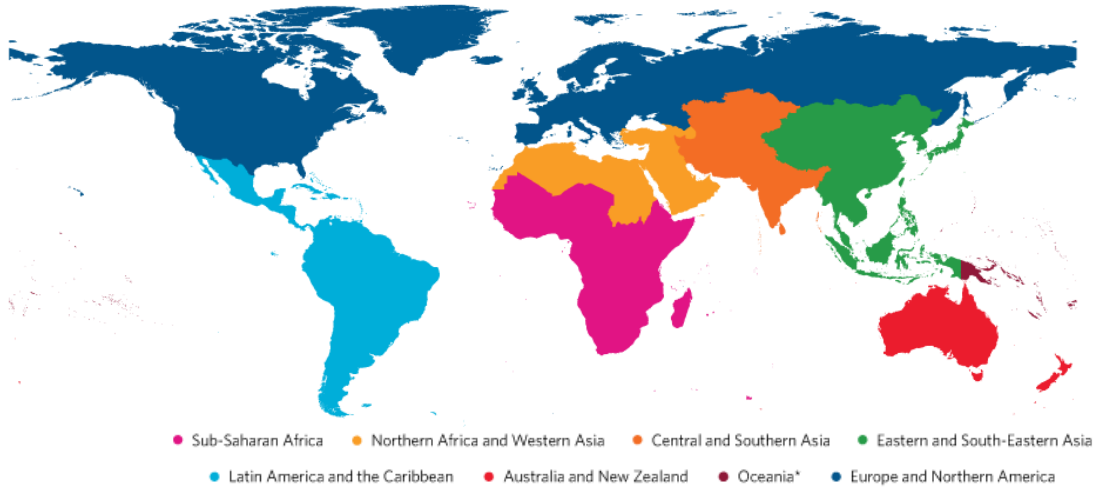 Sub-Saharan Africa Northern Africa and Western Asia Central and Southern Asia Eastern and South-Eastern Asia
Latin America and the Caribbean Australia and New Zealand Oceania* Europe and Northern America